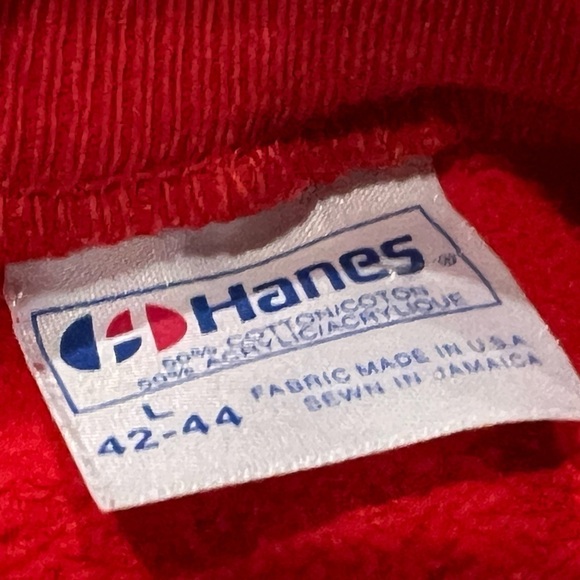 Hanes®
50% COTTON/COTON
50% ACRYLIC/ACRYLIQUE
L
42-44
FABRIC MADE IN U.S.A
SEWN IN JAMAICA